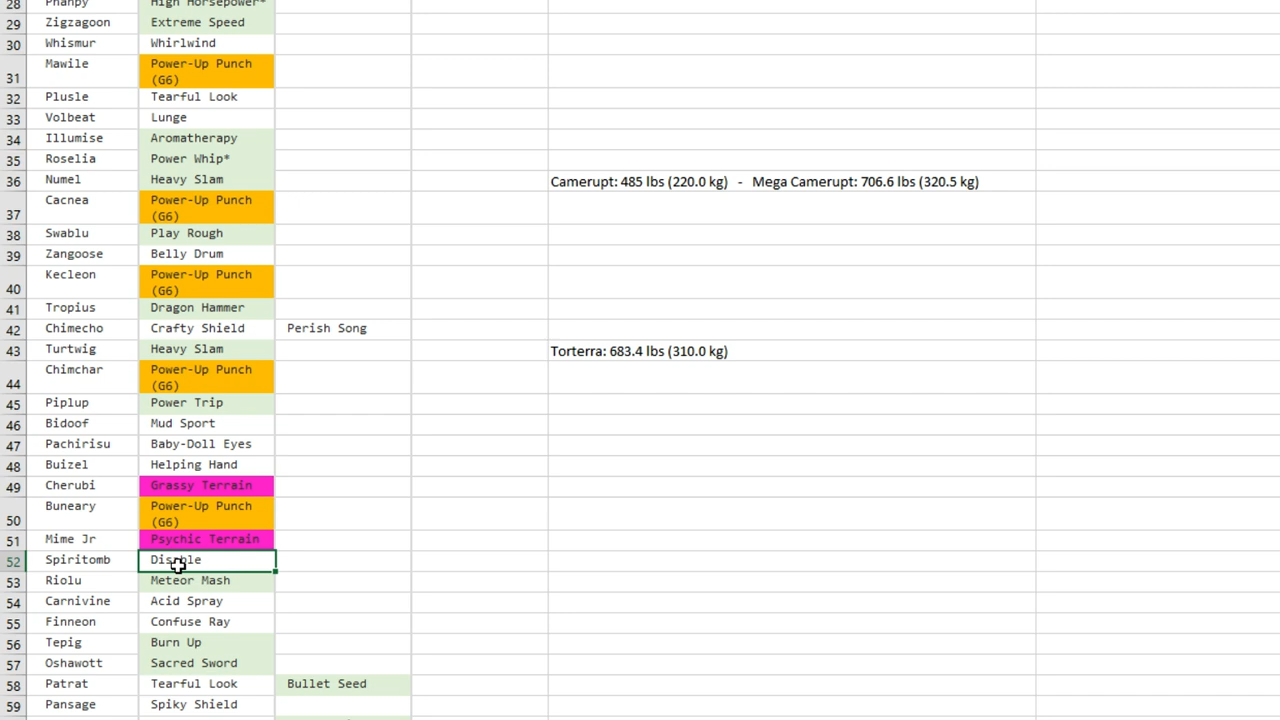 28 Phanpy High Horsepower*
29 Zigzagoon Extreme Speed
30 Whismur Whirlwind
31 Mawile Power-Up Punch
(G6)
32 Plusle Tearful Look
33 Volbeat Lunge
34 Illumise Aromatherapy
35 Roselia Power Whip*
36 Numel Heavy Slam Camerupt: 485 lbs (220.0 kg) - Mega Camerupt: 706.6 lbs (320.5 kg)
37 Cacnea Power-Up Punch
(G6)
38 Swablu Play Rough
39 Zangoose Belly Drum
40 Kecleon Power-Up Punch
(G6)
41 Tropius Dragon Hammer
42 Chimecho Crafty Shield Perish Song
43 Turtwig Heavy Slam Torterra: 683.4 lbs (310.0 kg)
44 Chimchar Power-Up Punch
(G6)
45 Piplup Power Trip
46 Bidoof Mud Sport
47 Pachirisu Baby-Doll Eyes
48 Buizel Helping Hand
49 Cherubi Grassy Terrain
50 Buneary Power-Up Punch
(G6)
51 Mime Jr Psychic Terrain
52 Spiritomb Disable
53 Riolu Meteor Mash
54 Carnivine Acid Spray
55 Finneon Confuse Ray
56 Tepig Burn Up
57 Oshawott Sacred Sword
58 Patrat Tearful Look Bullet Seed
59 Pansage Spiky Shield